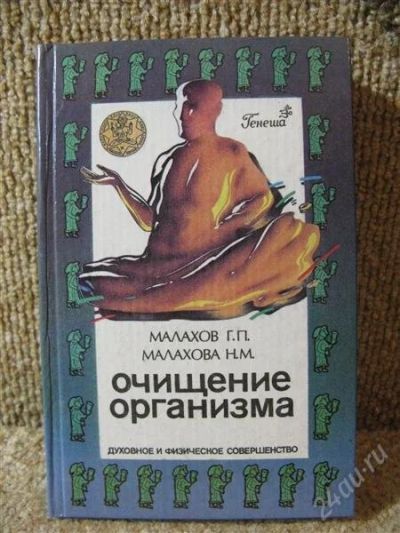 Генеша
МАЛАХОВ Г.П.
МАЛАХОВА Н.М.
ОЧИЩЕНИЕ
ОРГАНИЗМА
ДУХОВНОЕ И ФИЗИЧЕСКОЕ СОВЕРШЕНСТВО
24au.ru